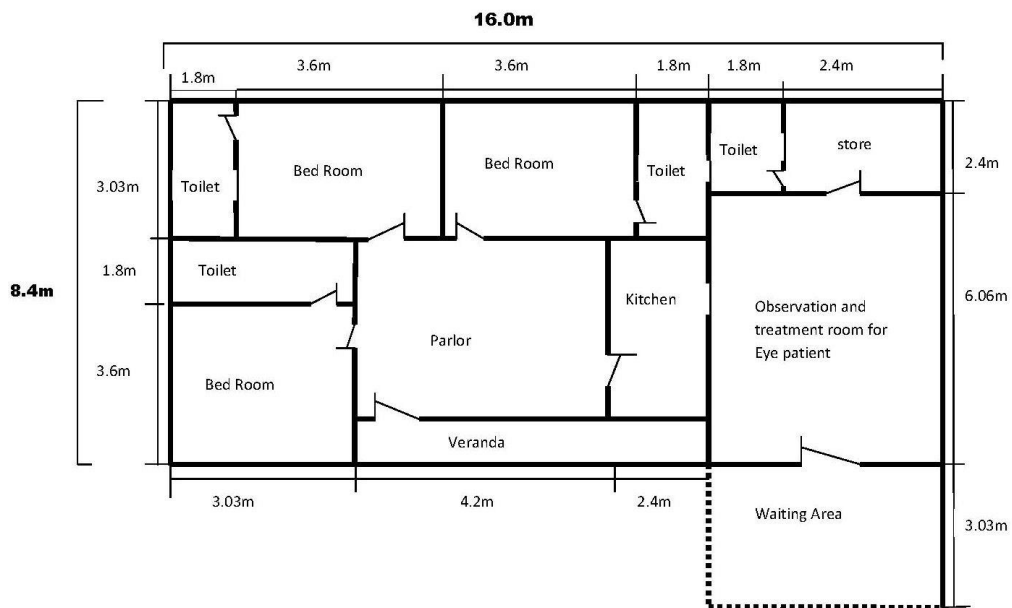 16.0m
1.8m
3.6m
3.6m
1.8m
1.8m
2.4m
Toilet
Bed Room
Bed Room
Toilet
Toilet
store
2.4m
3.03m
1.8m
Toilet
8.4m
Kitchen
6.06m
Observation and
treatment room for
Eye patient
Parlor
3.6m
Bed Room
Veranda
3.03m
4.2m
2.4m
Waiting Area
3.03m